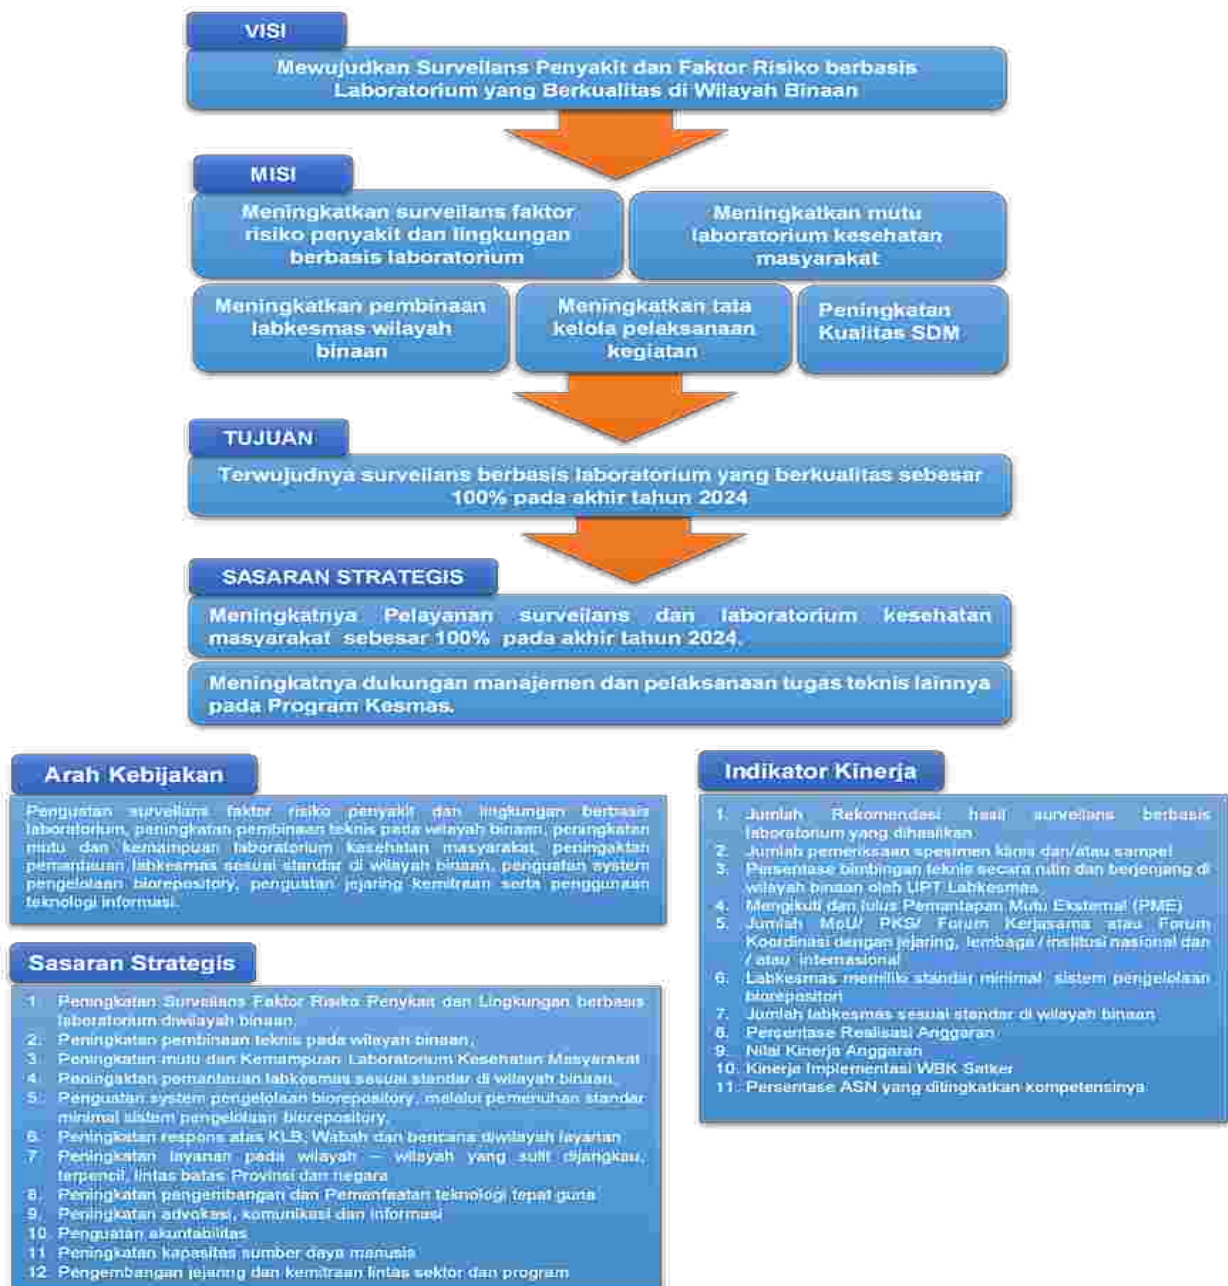 VISI
Mewujudkan Surveilans Penyakit dan Faktor Risiko berbasis
Laboratorium yang Berkualitas di Wilayah Binaan
MISI
Meningkatkan surveilans faktor
risiko penyakit dan lingkungan
berbasis laboratorium
Meningkatkan mutu
laboratorium kesehatan
masyarakat
Meningkatkan pembinaan
labkesmas wilayah
binaan
Meningkatkan tata
kelola pelaksanaan
kegiatan
Peningkatan
Kualitas SDM
TUJUAN
Terwujudnya surveilans berbasis laboratorium yang berkualitas sebesar
100% pada akhir tahun 2024
SASARAN STRATEGIS
Meningkatnya Pelayanan surveilans dan laboratorium kesehatan
masyarakat sebesar 100% pada akhir tahun 2024.
Meningkatnya dukungan manajemen dan pelaksanaan tugas teknis lainnya
pada Program Kesmas.
Arah Kebijakan
Penguatan surveilans faktor risiko penyakit dan lingkungan berbasis
laboratorium, peningkatan pembinaan teknis pada wilayah binaan, peningkatan
mutu dan kemampuan laboratorium kesehatan masyarakat, peningaktan
pemantauan labkesmas sesuai standar di wilayah binaan, penguatan system
pengelolaan biorepository, penguatan jejaring kemitraan serta penggunaan
teknologi informasi.
Sasaran Strategis
1. Peningkatan Surveilans Faktor Risiko Penykait dan Lingkungan berbasis
laboratorium diwilayah binaan.
2. Peningkatan pembinaan teknis pada wilayah binaan,
3. Peningkatan mutu dan Kemampuan Laboratorium Kesehatan Masyarakat
4. Peningaktan pemantauan labkesmas sesuai standar di wilayah binaan,
5. Penguatan system pengelolaan biorepository, melalui pemenuhan standar
minimal sistem pengelolaan biorepository.
6. Peningkatan respons atas KLB, Wabah dan bencana diwilayah layanan
7. Peningkatan layanan pada wilayah – wilayah yang sulit dijangkau,
terpencil, lintas batas Provinsi dan negara
8. Peningkatan pengembangan dan Pemanfaatan teknologi tepat guna
9. Peningkatan advokasi, komunikasi dan informasi
10. Penguatan akuntabilitas
11. Peningkatan kapasitas sumber daya manusia
12. Pengembangan jejaring dan kemitraan lintas sektor dan program
Indikator Kinerja
1. Jumlah Rekomendasi hasil surveilans berbasis
laboratorium yang dihasilkan
2. Jumlah pemeriksaan spesimen klinis dan/atau sampel
3. Persentase bimbingan teknis secara rutin dan berjenjang di
wilayah binaan oleh UPT Labkesmas
4. Mengikuti dan lulus Pemantapan Mutu Eksternal (PME)
5. Jumlah MoU/ PKS/ Forum Kerjasama atau Forum
Koordinasi dengan jejaring, lembaga / institusi nasional dan
/ atau internasional
6. Labkesmas memiliki standar minimal sistem pengelolaan
biorepositori
7. Jumlah labkesmas sesuai standar di wilayah binaan
8. Persentase Realisasi Anggaran
9. Nilai Kinerja Anggaran
10. Kinerja Implementasi WBK Satker
11. Persentase ASN yang ditingkatkan kompetensinya